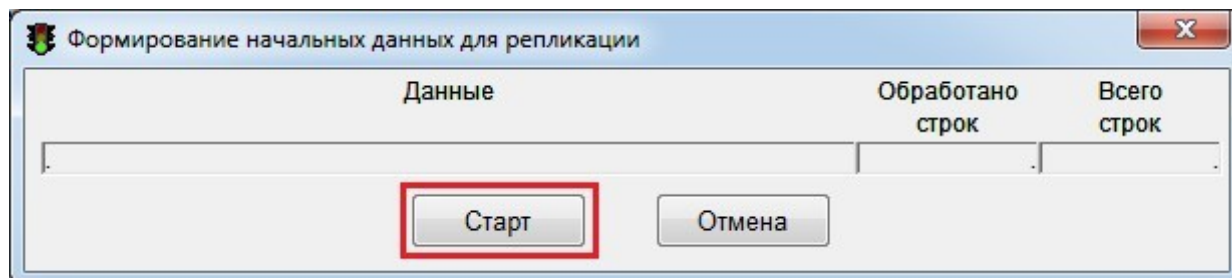 Формирование начальных данных для репликации
Данные Обработано Всего
строк строк
. . .
Старт Отмена